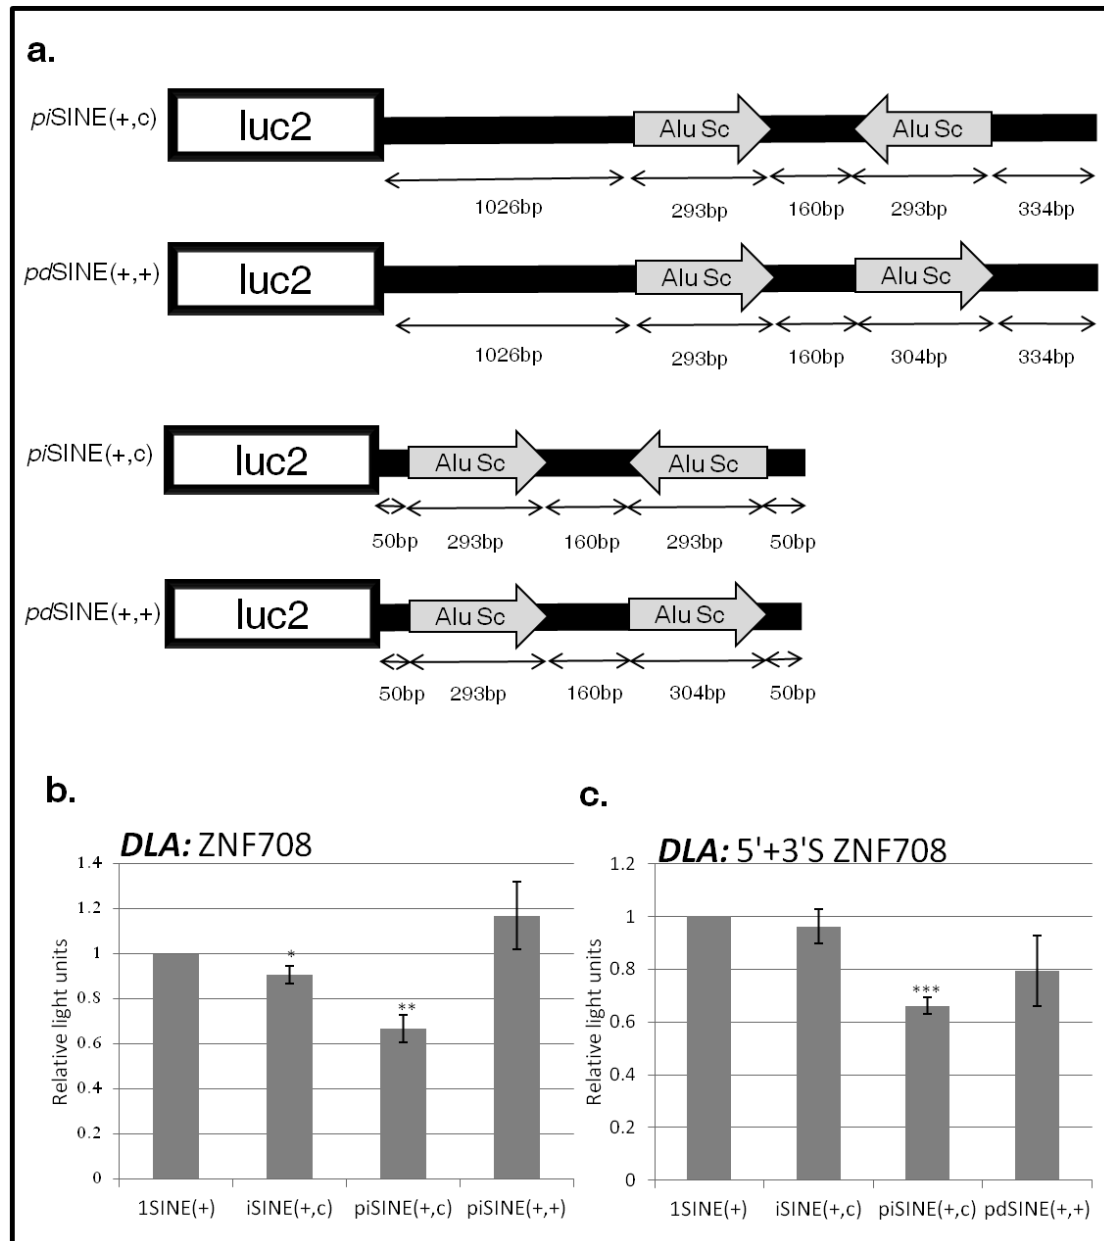 a.
piSINE(+,c)
luc2
Alu Sc
Alu Sc
1026bp
293bp
160bp
293bp
334bp
pdSINE(+,+)
luc2
Alu Sc
Alu Sc
1026bp
293bp
160bp
304bp
334bp
piSINE(+,c)
luc2
Alu Sc
Alu Sc
50bp
293bp
160bp
293bp
50bp
pdSINE(+,+)
luc2
Alu Sc
Alu Sc
50bp
293bp
160bp
304bp
50bp
b.
DLA: ZNF708
Relative light units
1.4
1.2
1
0.8
0.6
0.4
0.2
0
*
**
1SINE(+)
iSINE(+,c)
piSINE(+,c)
piSINE(+,+)
c.
DLA: 5'+3'S ZNF708
Relative light units
1.2
1
0.8
0.6
0.4
0.2
0
***
1SINE(+)
iSINE(+,c)
piSINE(+,c)
pdSINE(+,+)